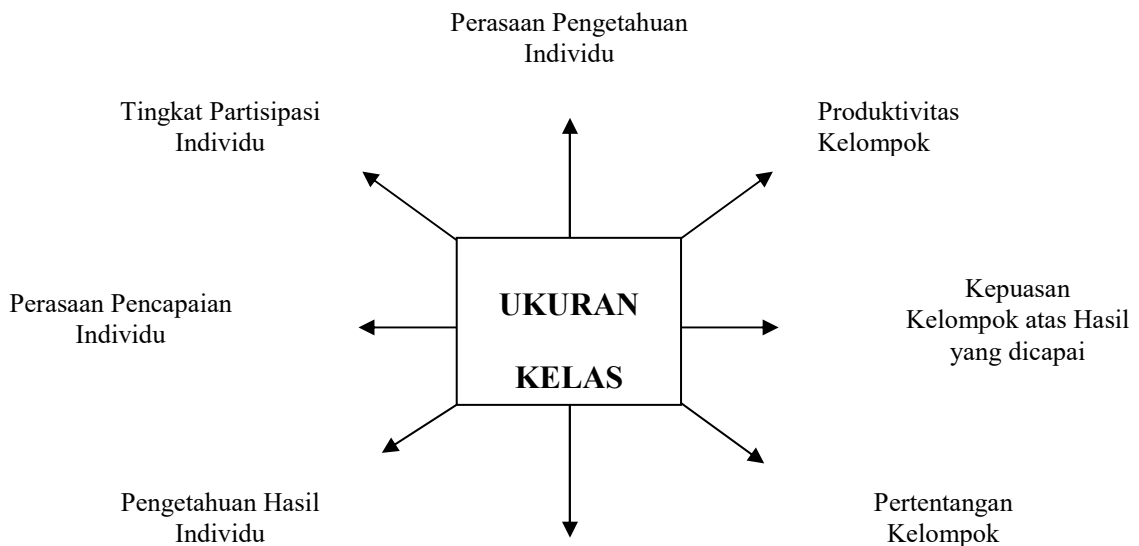 Perasaan Pengetahuan
Individu
Tingkat Partisipasi
Individu
Produktivitas
Kelompok
Perasaan Pencapaian
Individu
UKURAN
KELAS
Kepuasan
Kelompok atas Hasil
yang dicapai
Pengetahuan Hasil
Individu
Pertentangan
Kelompok